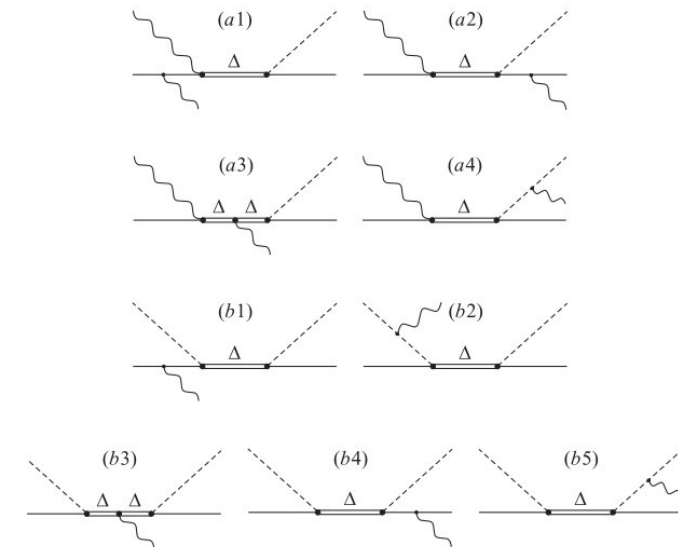 (a1) (a2)
Δ Δ
(a3) (a4)
Δ Δ Δ
(b1) (b2)
Δ Δ
(b3) (b4) (b5)
Δ Δ Δ Δ